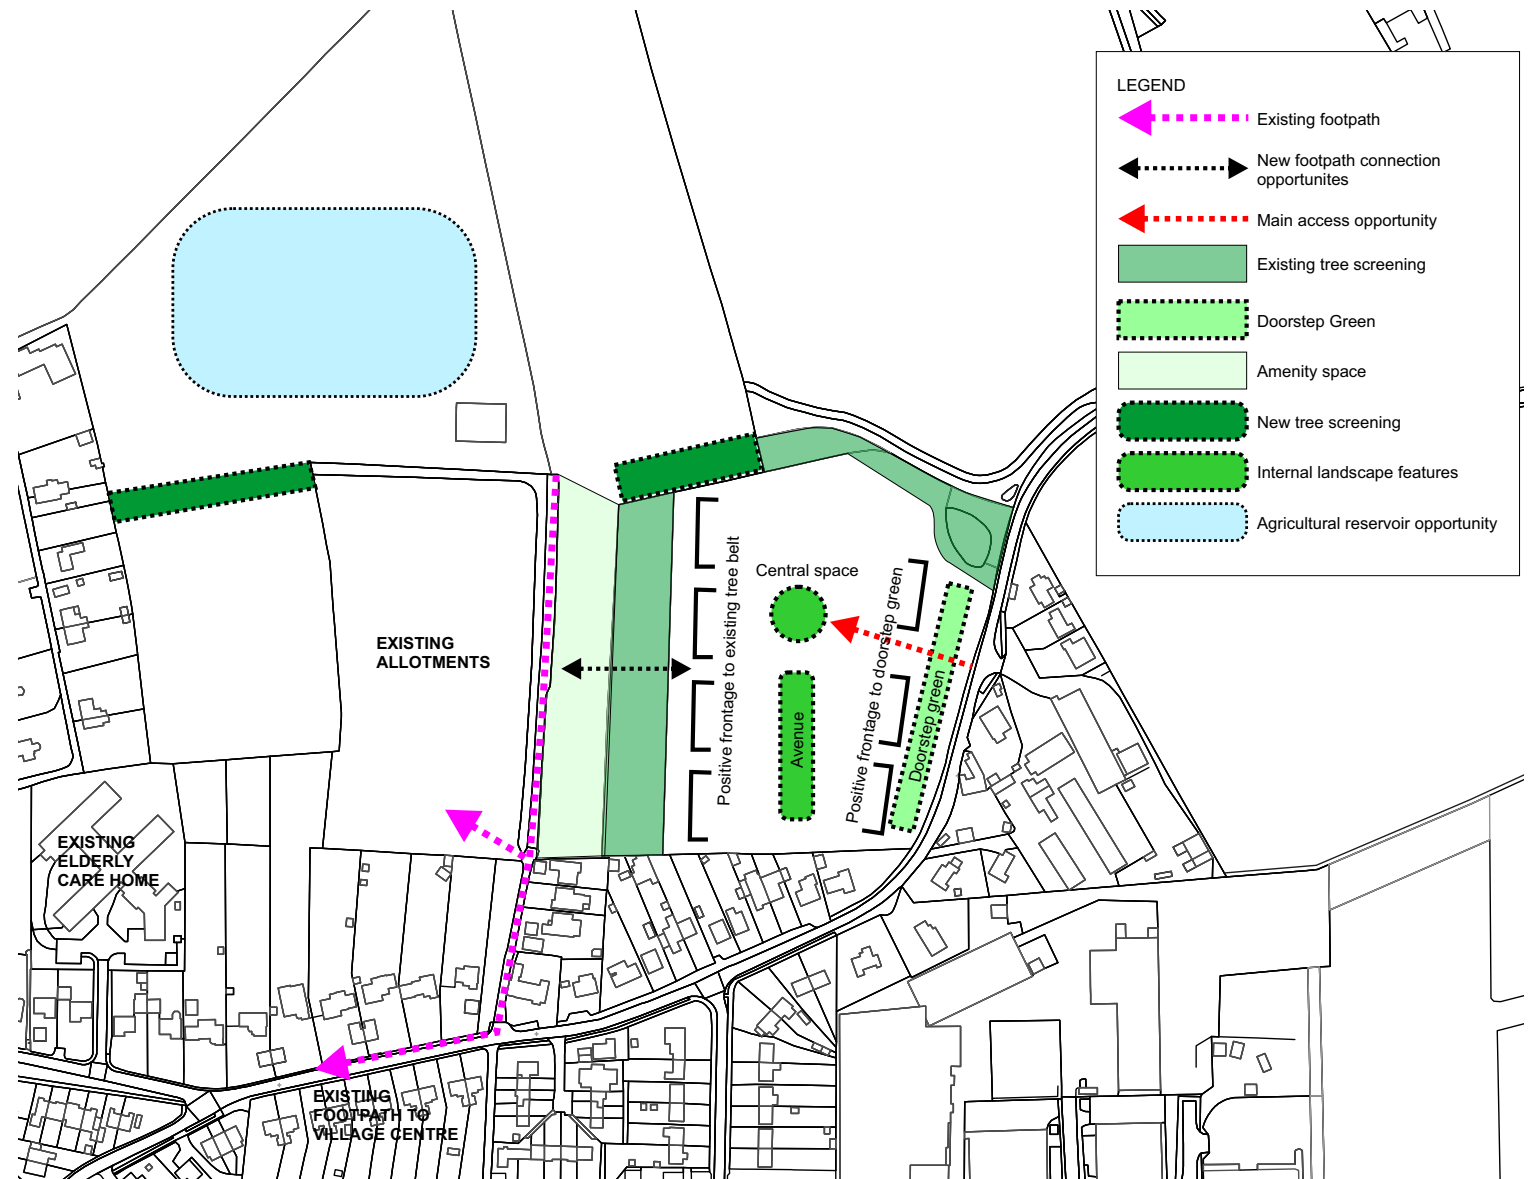 LEGEND
Existing footpath
New footpath connection
opportunites
Main access opportunity
Existing tree screening
Doorstep Green
Amenity space
New tree screening
Internal landscape features
Agricultural reservoir opportunity
Central space
Positive frontage to existing tree belt
Avenue
Positive frontage to doorstep green
Doorstep green
EXISTING
ALLOTMENTS
EXISTING
ELDERLY
CARE HOME
EXISTING
FOOTPATH TO
VILLAGE CENTRE